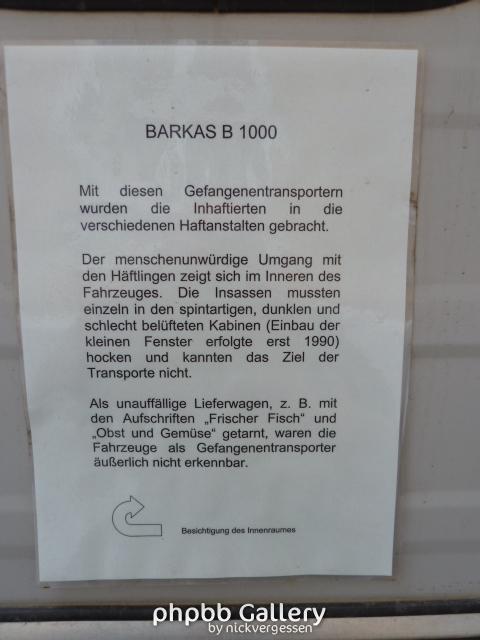 BARKAS B 1000
Mit diesen Gefangenentransportern
wurden die Inhaftierten in die
verschiedenen Haftanstalten gebracht.
Der menschenunwürdige Umgang mit
den Häftlingen zeigt sich im Inneren des
Fahrzeuges. Die Insassen mussten
einzeln in den spintartigen, dunklen und
schlecht belüfteten Kabinen (Einbau der
kleinen Fenster erfolgte erst 1990)
hocken und kannten das Ziel der
Transporte nicht.
Als unauffällige Lieferwagen, z. B. mit
den Aufschriften „Frischer Fisch“ und
„Obst und Gemüse“ getarnt, waren die
Fahrzeuge als Gefangenentransporter
äußerlich nicht erkennbar.
Besichtigung des Innenraumes
phpbb Gallery
by nickvergessen